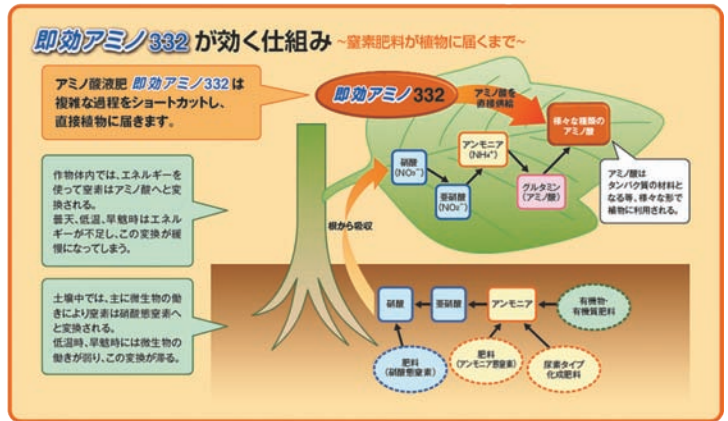 即効アミノ332が効く仕組み ～窒素肥料が植物に届くまで～
アミノ酸液肥 即効アミノ332は
複雑な過程をショートカットし、
直接植物に届きます。
即効アミノ332
アミノ酸を
直接供給
様々な種類の
アミノ酸
作物体内では、エネルギーを
使って窒素はアミノ酸へと変
換される。
曇天、低温、旱魃時はエネル
ギーが不足し、この変換が緩
慢になってしまう。
硝酸
(NO₃⁻)
亜硝酸
(NO₂⁻)
アンモニア
(NH₄⁺)
グルタミン
(アミノ酸)
アミノ酸は
タンパク質の材料と
なる等、様々な形で
植物に利用される。
根から吸収
土壌中では、主に微生物の働
きにより窒素は硝酸態窒素へ
と変換される。
低温時、旱魃時には微生物の
働きが弱り、この変換が滞る。
硝酸
亜硝酸
アンモニア
有機物・
有機質肥料
肥料
(硝酸態窒素)
肥料
(アンモニア態窒素)
尿素タイプ
化成肥料